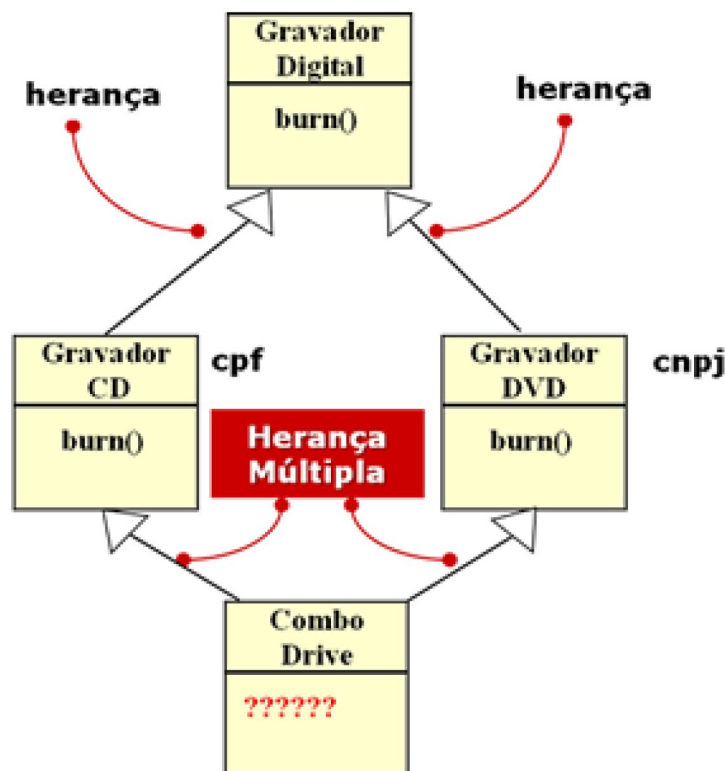 Gravador
Digital
burn()
herança
herança
Gravador
CD
burn()
cpf
Gravador
DVD
burn()
cnpj
Herança
Múltipla
Combo
Drive
??????